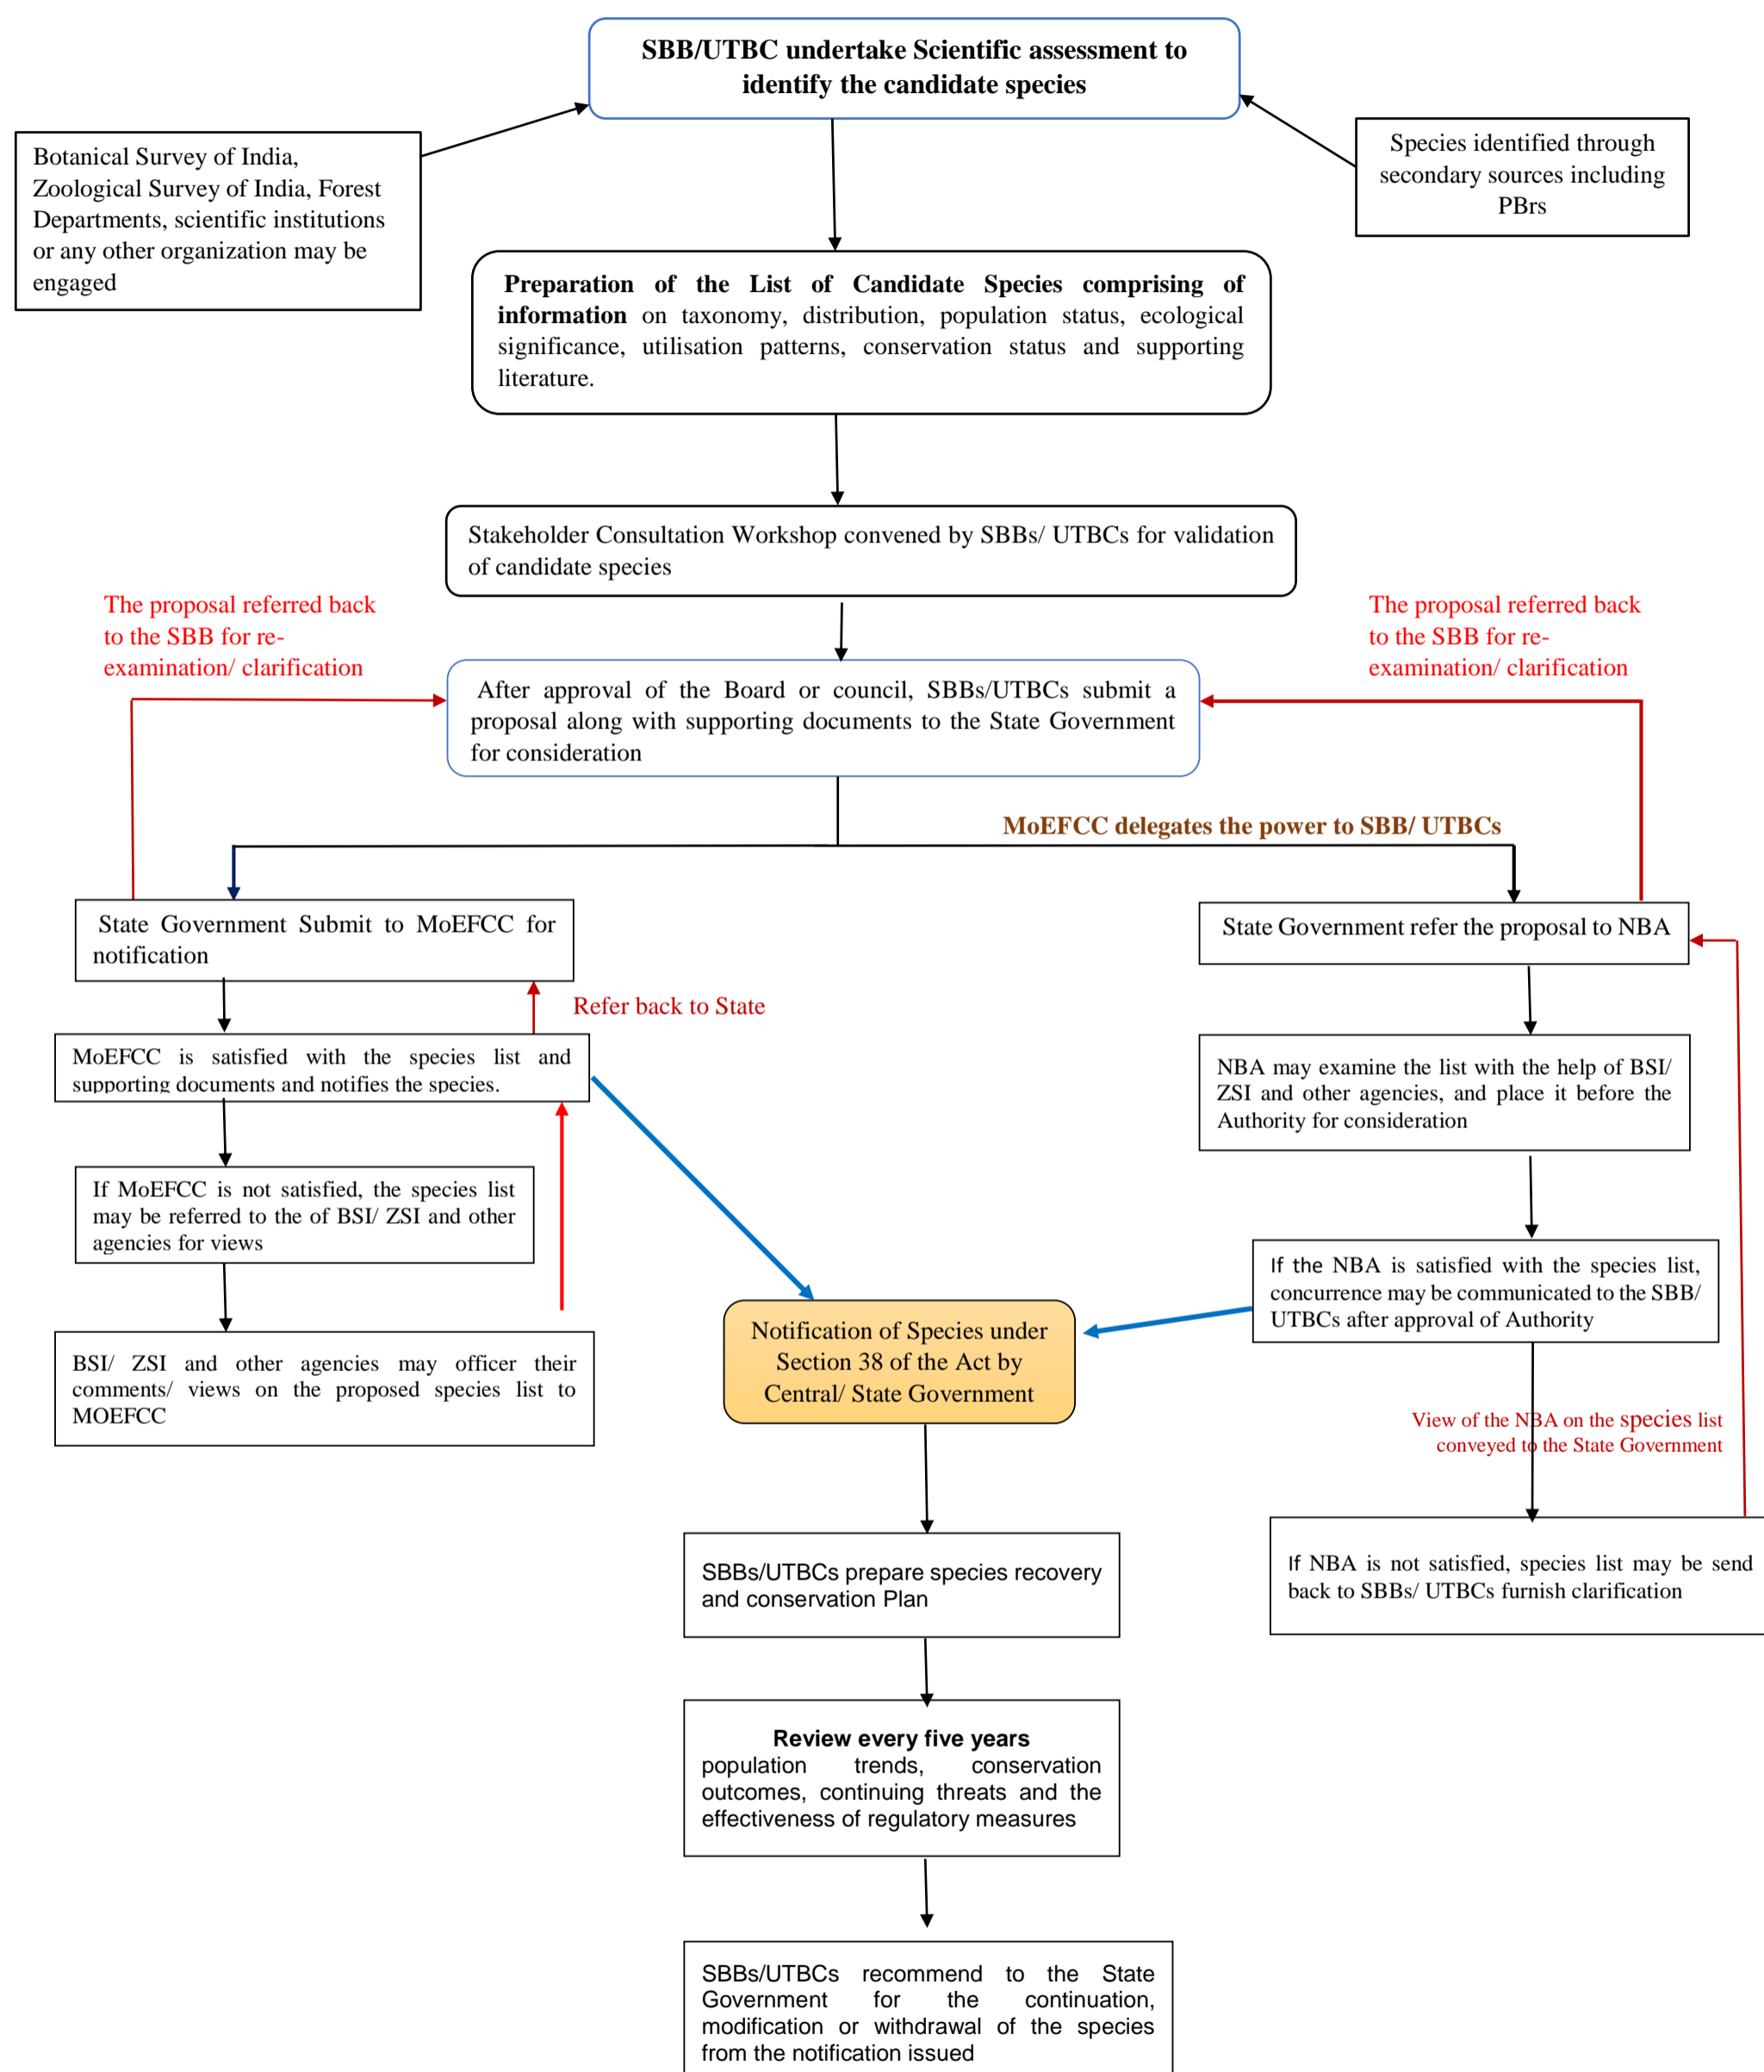 SBB/UTBC undertake Scientific assessment to
identify the candidate species
Botanical Survey of India,
Zoological Survey of India, Forest
Departments, scientific institutions
or any other organization may be
engaged
Species identified through
secondary sources including
PBrs
Preparation of the List of Candidate Species comprising of
information on taxonomy, distribution, population status, ecological
significance, utilisation patterns, conservation status and supporting
literature.
Stakeholder Consultation Workshop convened by SBBs/ UTBCs for validation
of candidate species
The proposal referred back
to the SBB for re-
examination/ clarification
The proposal referred back
to the SBB for re-
examination/ clarification
After approval of the Board or council, SBBs/UTBCs submit a
proposal along with supporting documents to the State Government
for consideration
MoEFCC delegates the power to SBB/ UTBCs
State Government Submit to MoEFCC for
notification
State Government refer the proposal to NBA
Refer back to State
MoEFCC is satisfied with the species list and
supporting documents and notifies the species.
NBA may examine the list with the help of BSI/
ZSI and other agencies, and place it before the
Authority for consideration
If MoEFCC is not satisfied, the species list
may be referred to the of BSI/ ZSI and other
agencies for views
If the NBA is satisfied with the species list,
concurrence may be communicated to the SBB/
UTBCs after approval of Authority
BSI/ ZSI and other agencies may officer their
comments/ views on the proposed species list to
MOEFCC
Notification of Species under
Section 38 of the Act by
Central/ State Government
View of the NBA on the species list
conveyed to the State Government
If NBA is not satisfied, species list may be send
back to SBBs/ UTBCs furnish clarification
SBBs/UTBCs prepare species recovery
and conservation Plan
Review every five years
population trends, conservation
outcomes, continuing threats and the
effectiveness of regulatory measures
SBBs/UTBCs recommend to the State
Government for the continuation,
modification or withdrawal of the species
from the notification issued